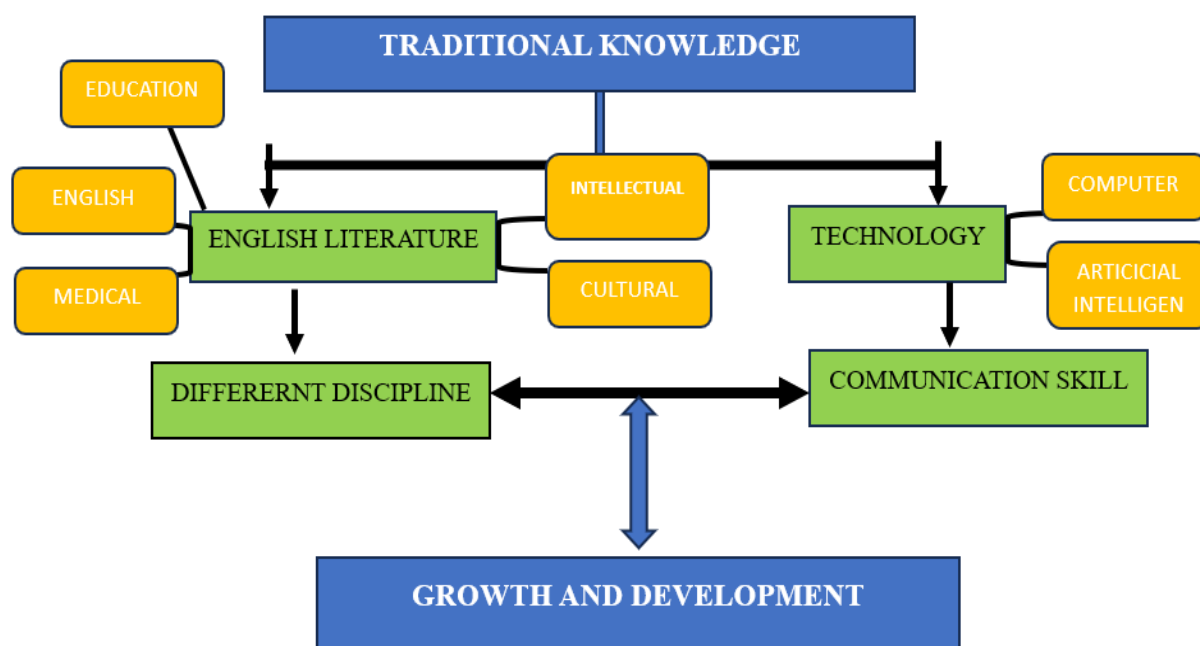 TRADITIONAL KNOWLEDGE
EDUCATION
ENGLISH
MEDICAL
ENGLISH LITERATURE
INTELLECTUAL
CULTURAL
TECHNOLOGY
COMPUTER
ARTICICIAL
INTELLIGEN
DIFFERERNT DISCIPLINE
COMMUNICATION SKILL
GROWTH AND DEVELOPMENT